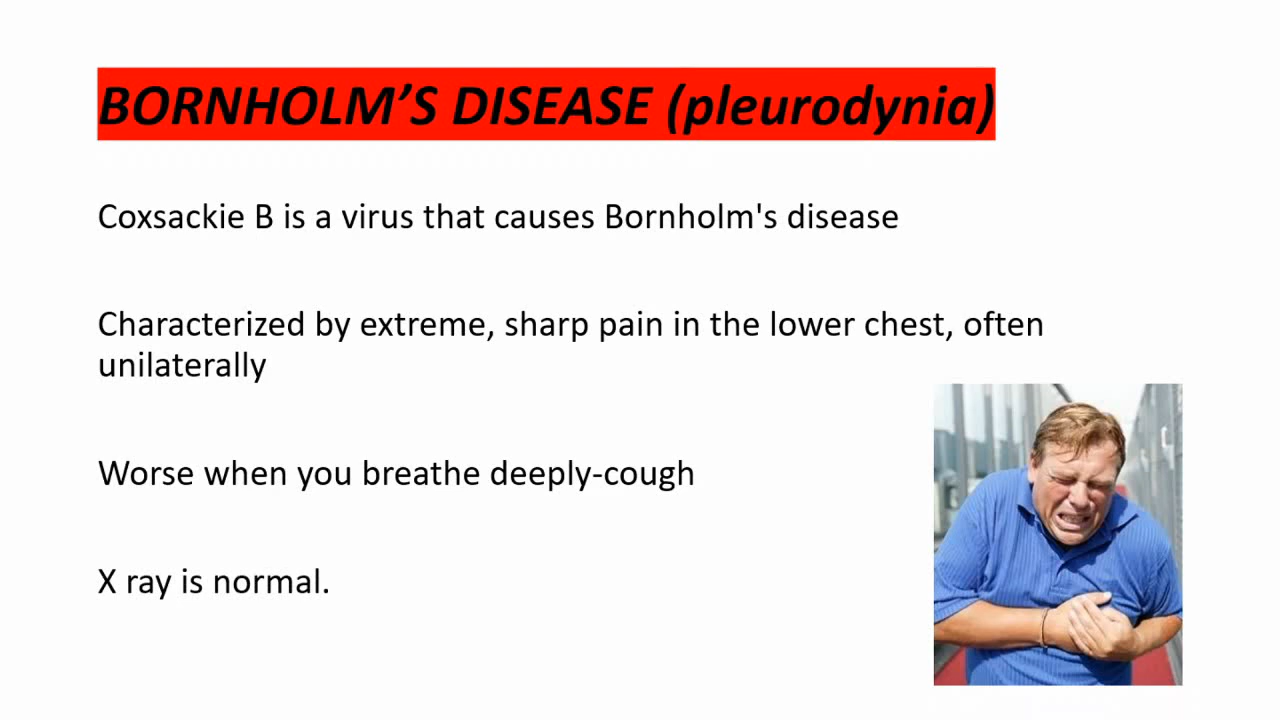 BORNHOLM’S DISEASE (pleurodynia)
Coxsackie B is a virus that causes Bornholm's disease
Characterized by extreme, sharp pain in the lower chest, often
unilaterally
Worse when you breathe deeply-cough
X ray is normal.